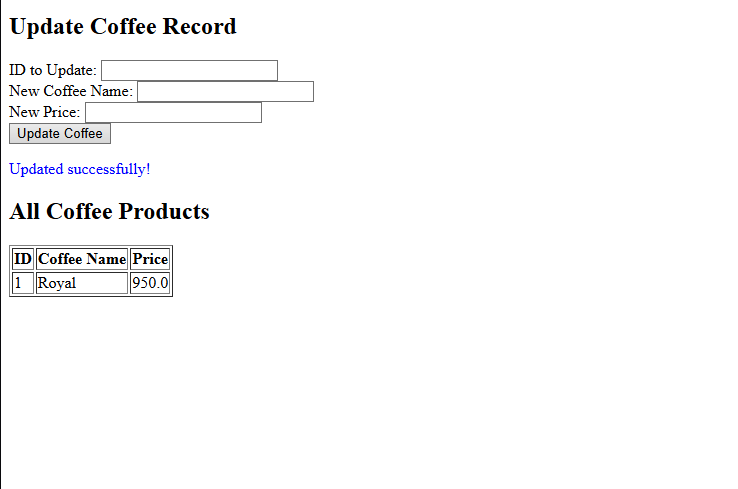 Update Coffee Record
ID to Update:
New Coffee Name:
New Price:
Update Coffee
Updated successfully!
All Coffee Products
ID Coffee Name Price
1 Royal 950.0